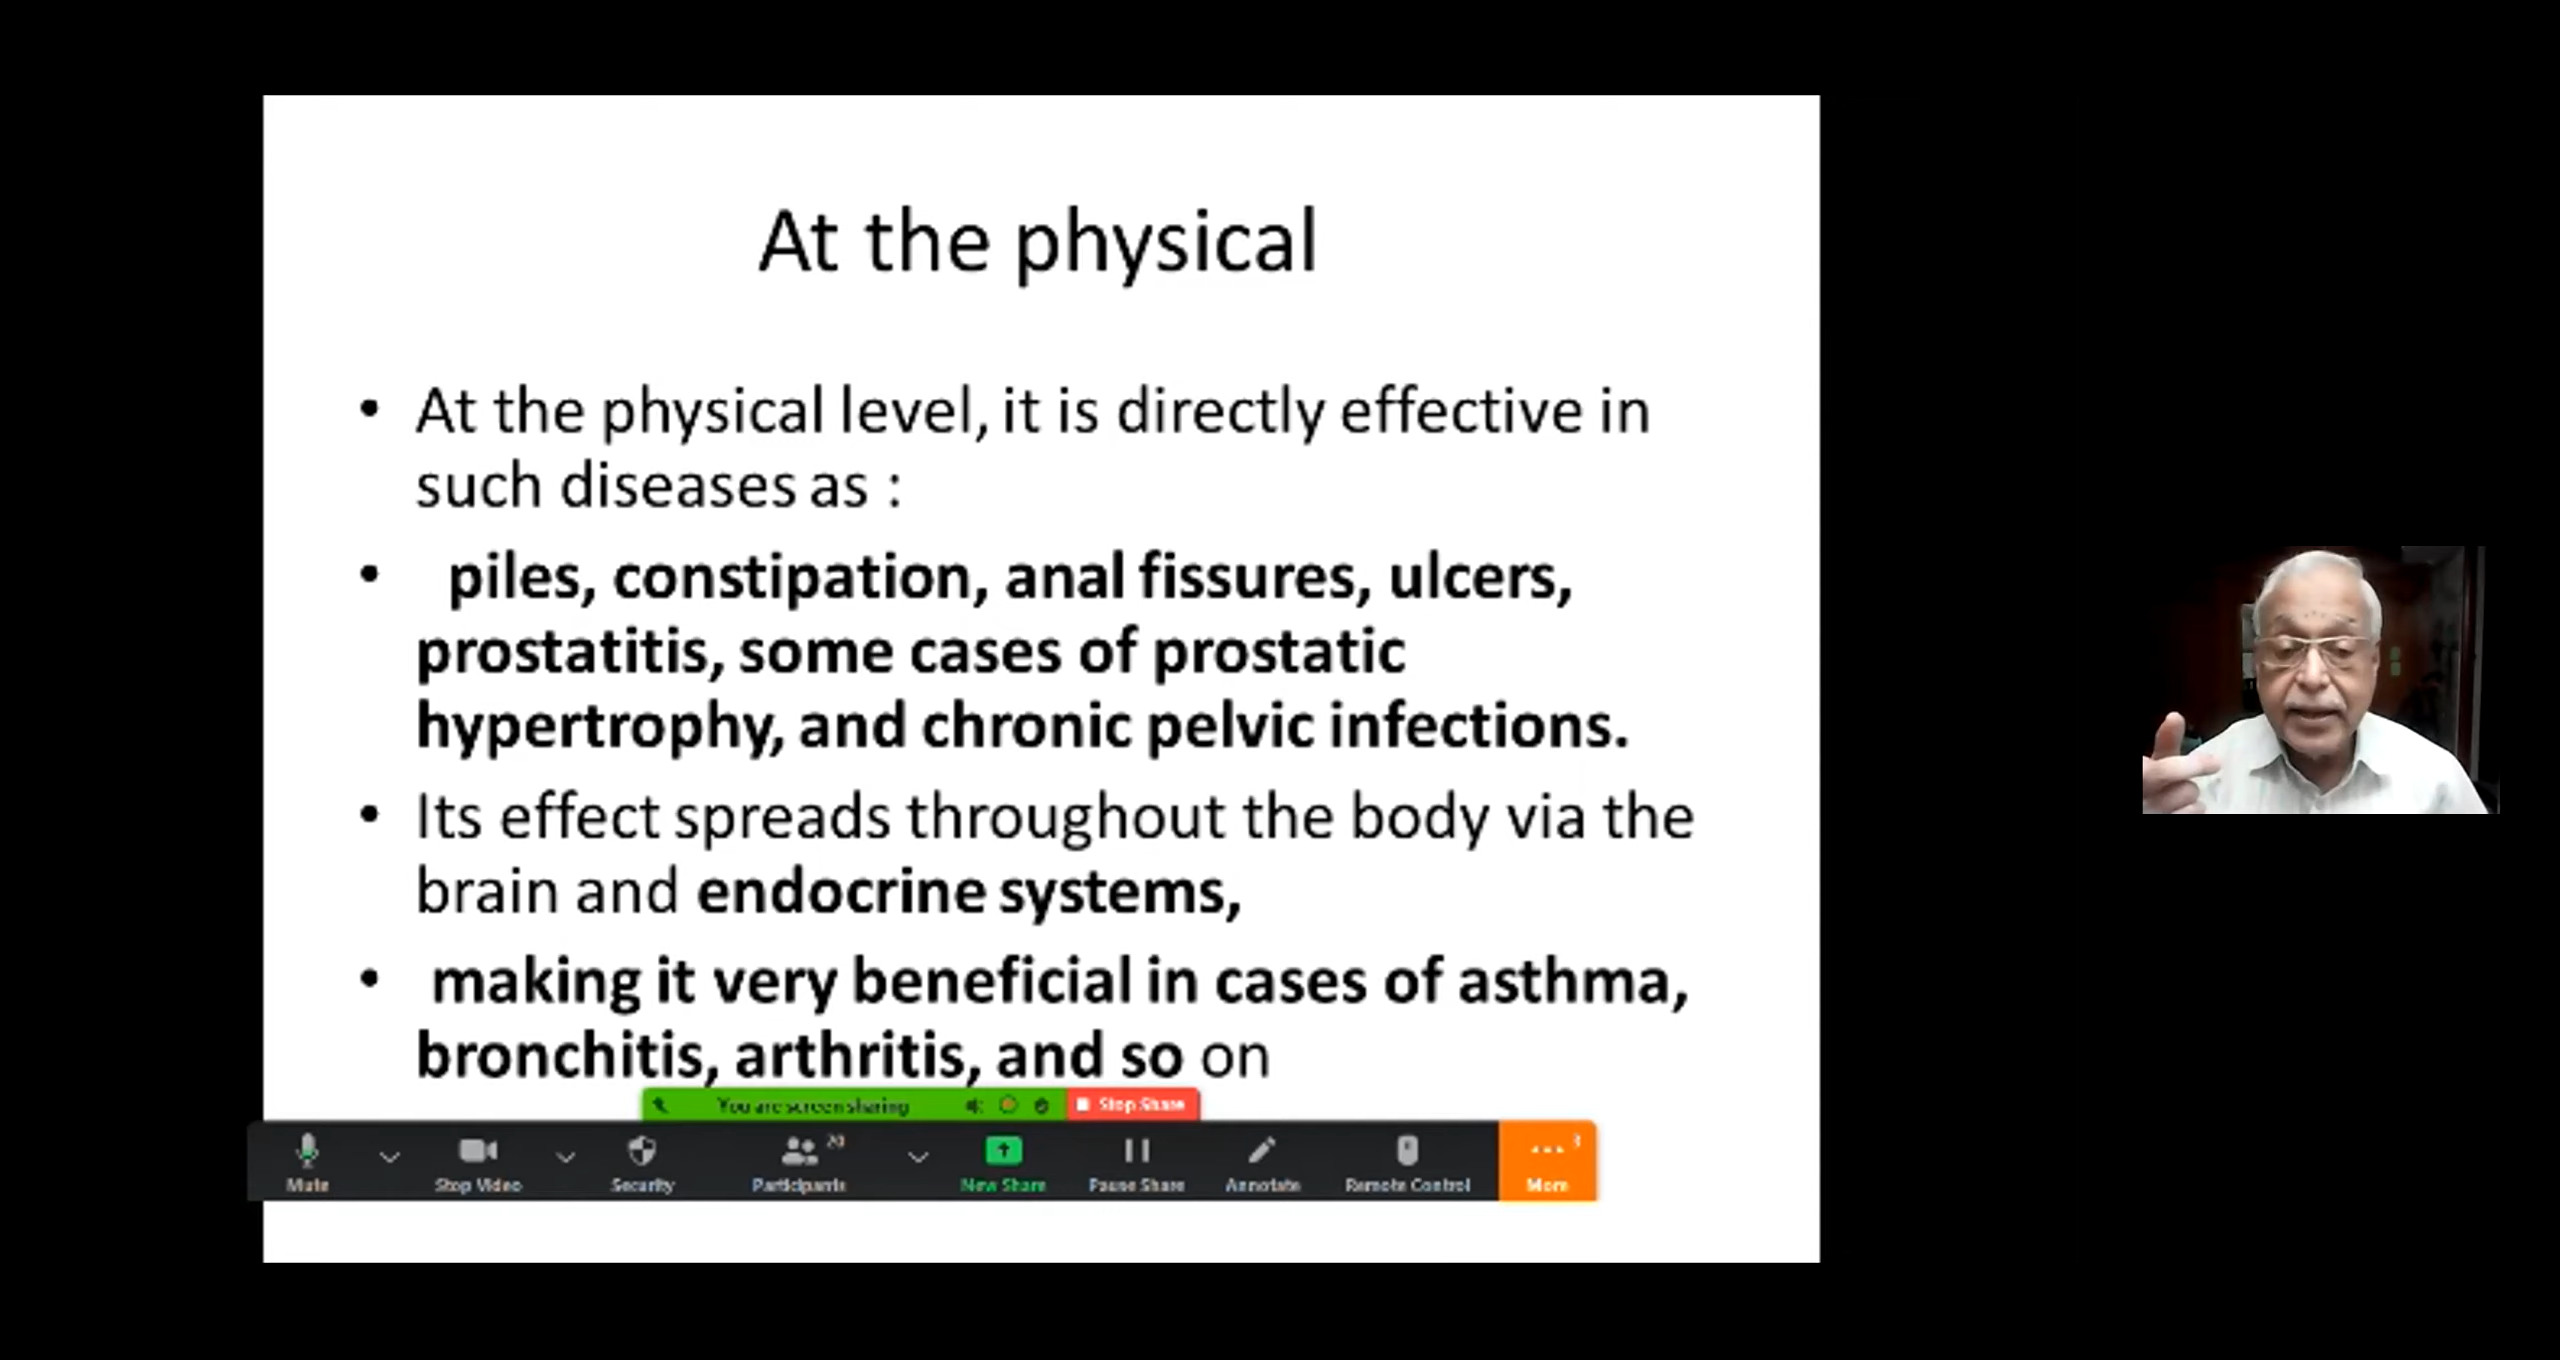 At the physical
• At the physical level, it is directly effective in
such diseases as :
• piles, constipation, anal fissures, ulcers,
prostatitis, some cases of prostatic
hypertrophy, and chronic pelvic infections.
• Its effect spreads throughout the body via the
brain and endocrine systems,
• making it very beneficial in cases of asthma,
bronchitis, arthritis, and so on
You are screen sharing Stop Share
20 3
Mute Stop Video Security Participants New Share Pause Share Annotate Remote Control More